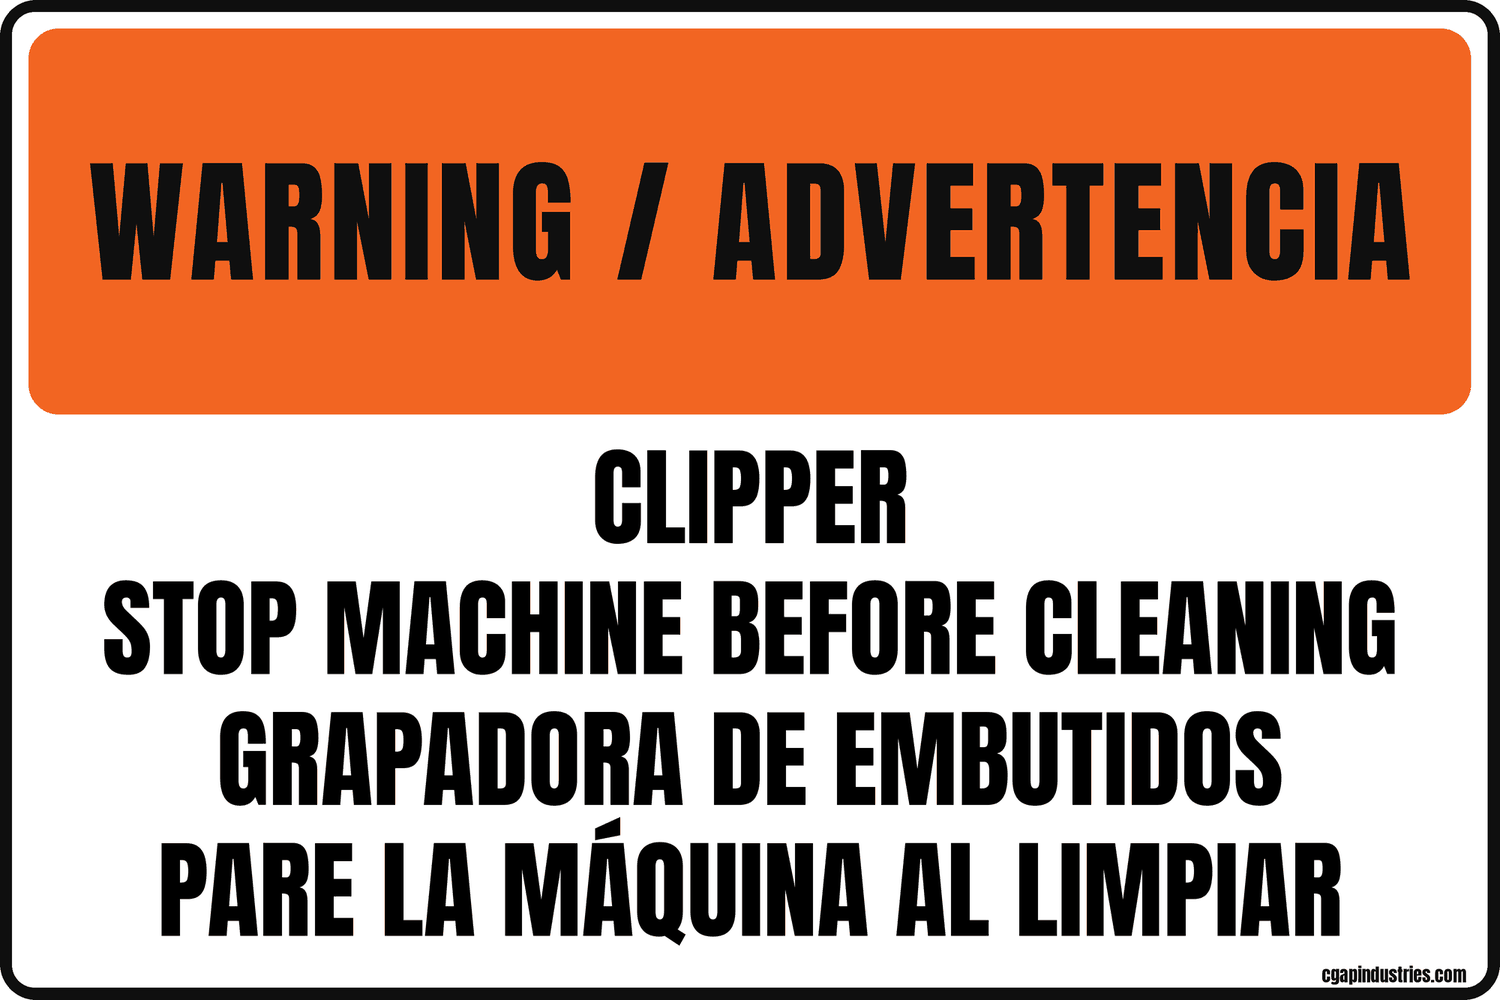 WARNING / ADVERTENCIA
CLIPPER
STOP MACHINE BEFORE CLEANING
GRAPADORA DE EMBUTIDOS
PARE LA MÁQUINA AL LIMPIAR
cgapindustries.com